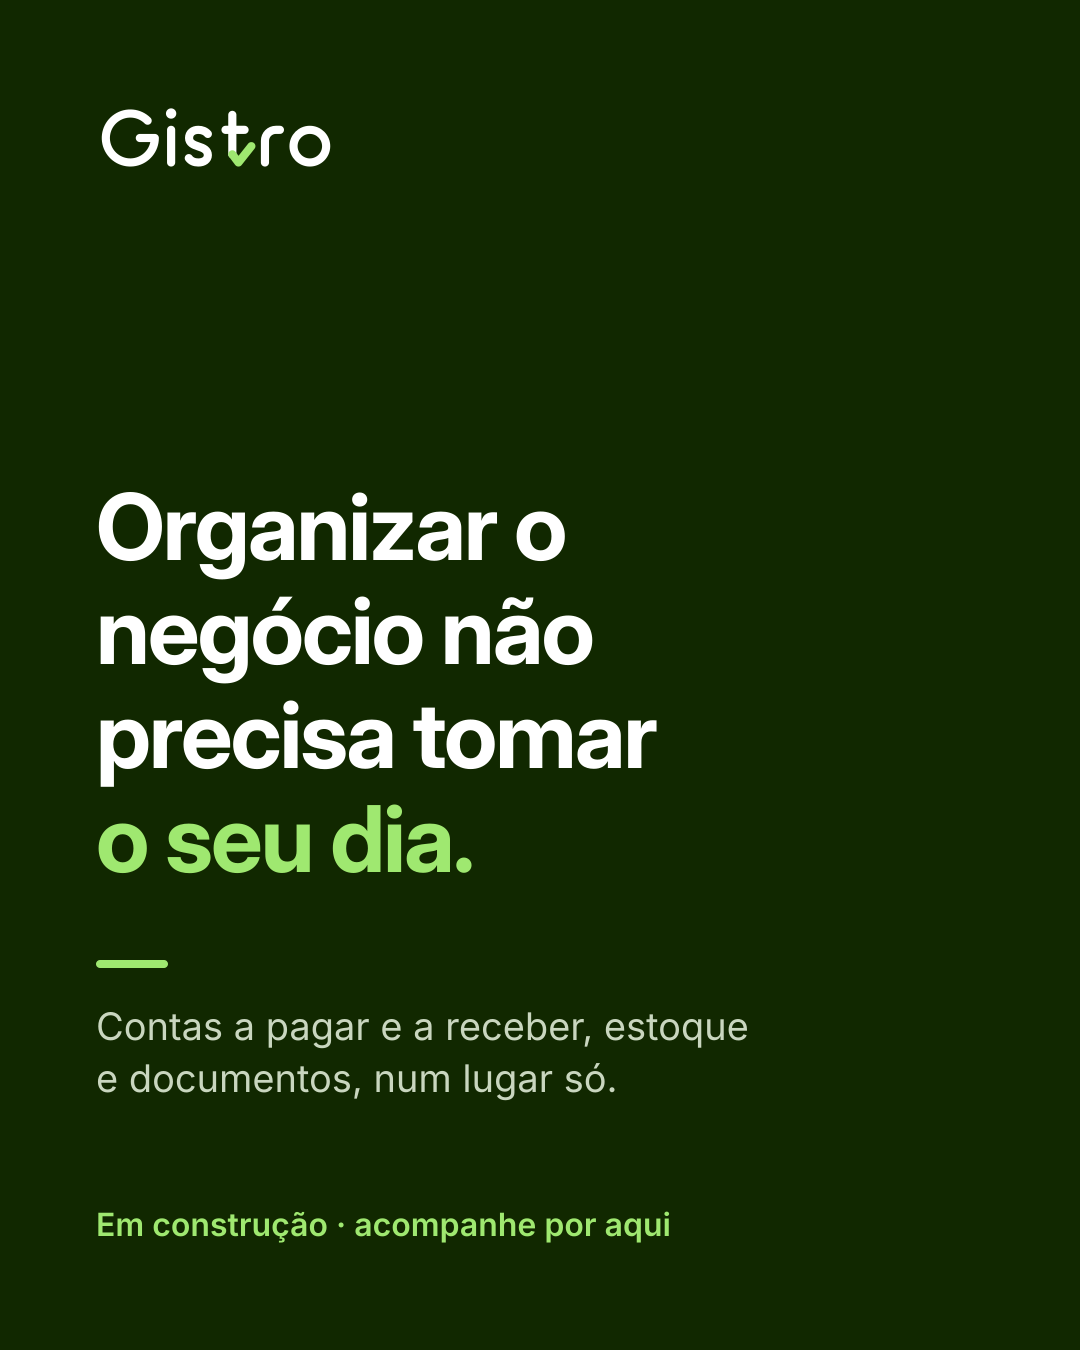 Gistro
Organizar o
negócio não
precisa tomar
o seu dia.
Contas a pagar e a receber, estoque
e documentos, num lugar só.
Em construção · acompanhe por aqui